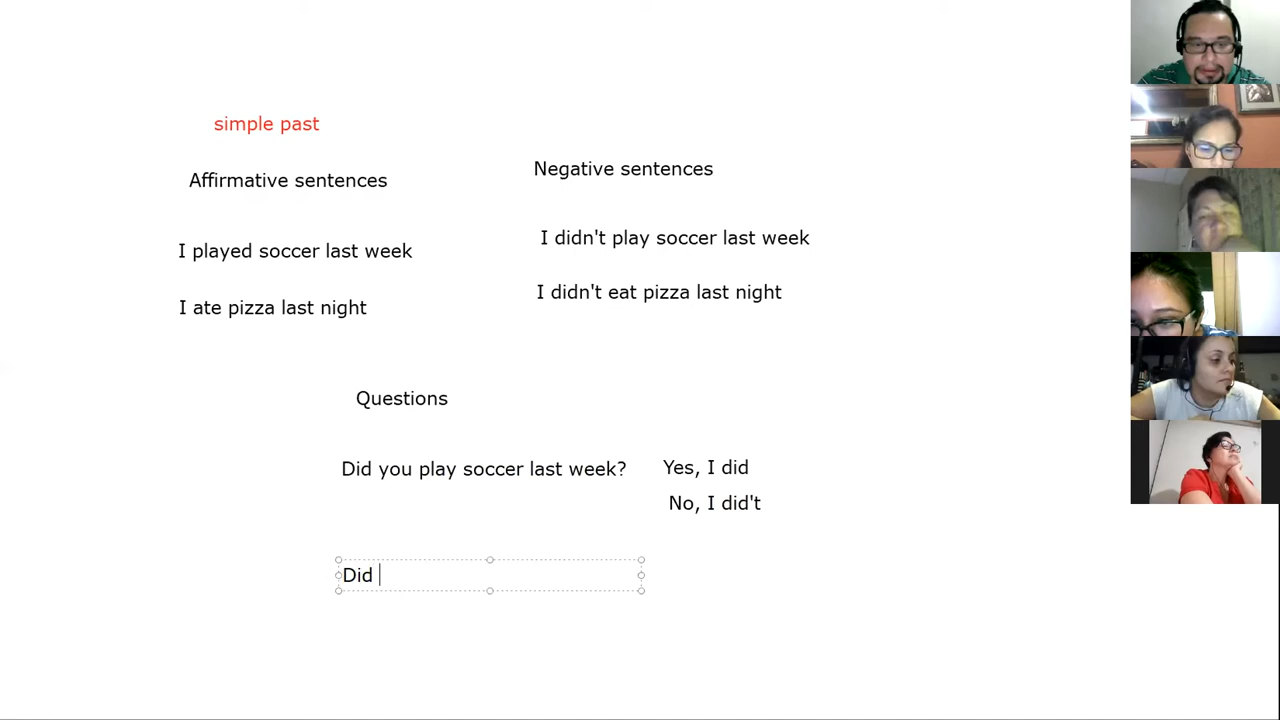 simple past
Affirmative sentences
Negative sentences
I played soccer last week
I didn't play soccer last week
I ate pizza last night
I didn't eat pizza last night
Questions
Did you play soccer last week?
Yes, I did
No, I did't
Did